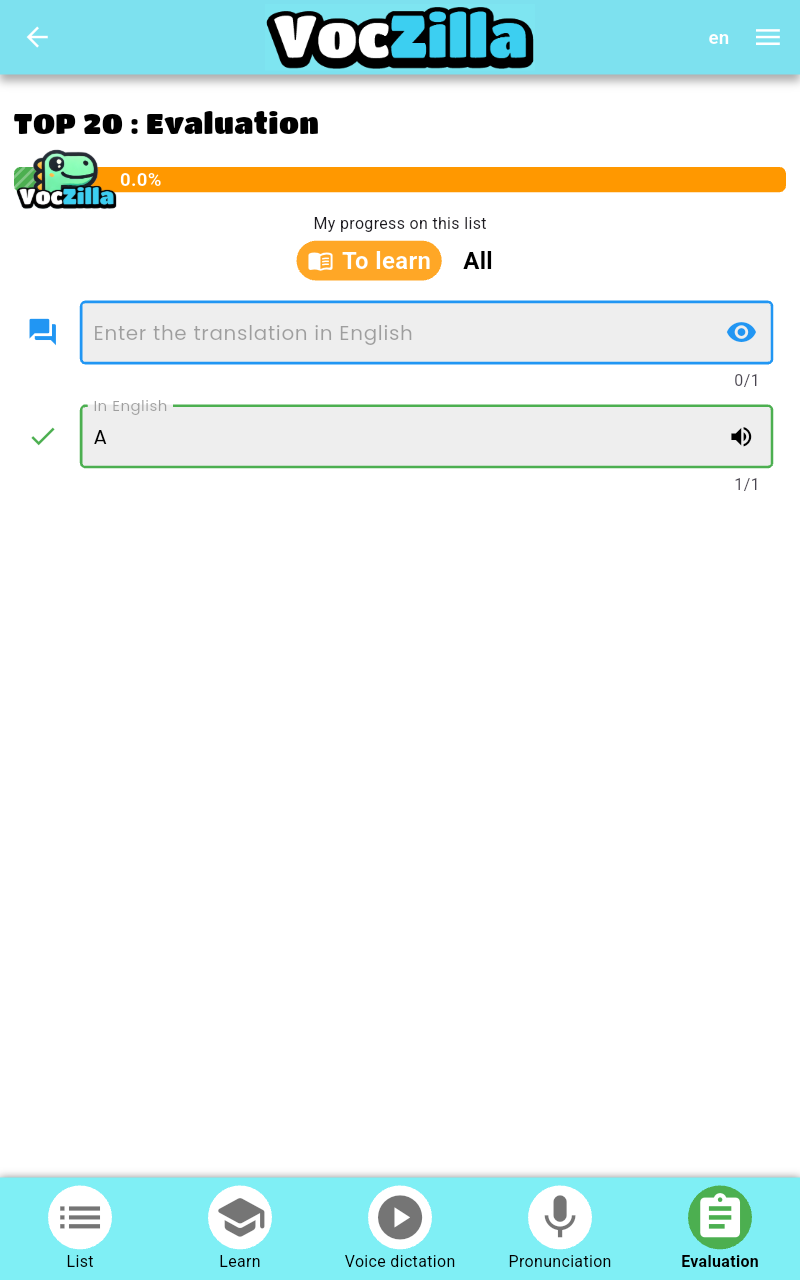 VocZilla
en
TOP 20 : Evaluation
VocZilla
0.0%
My progress on this list
To learn All
Enter the translation in English
0/1
In English
A
1/1
List Learn Voice dictation Pronunciation Evaluation